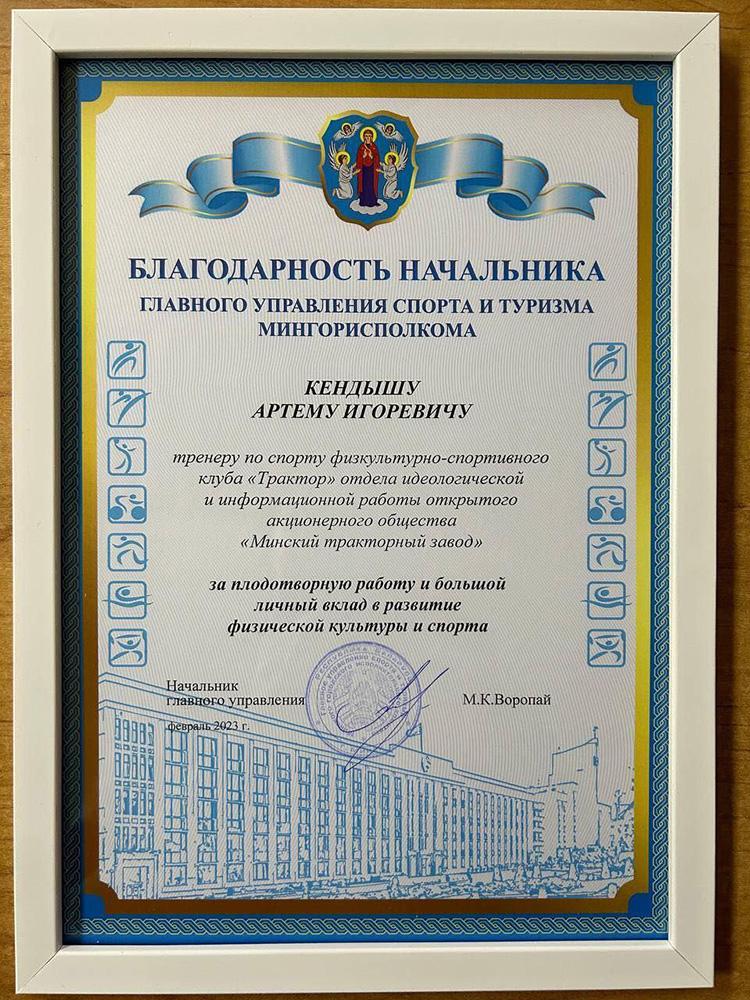 БЛАГОДАРНОСТЬ НАЧАЛЬНИКА
ГЛАВНОГО УПРАВЛЕНИЯ СПОРТА И ТУРИЗМА
МИНГОРИСПОЛКОМА
КЕНДЫШУ
АРТЕМУ ИГОРЕВИЧУ
тренеру по спорту физкультурно-спортивного
клуба «Трактор» отдела идеологической
и информационной работы открытого
акционерного общества
«Минский тракторный завод»
за плодотворную работу и большой
личный вклад в развитие
физической культуры и спорта
Начальник
главного управления М.К.Воропай
февраль 2023 г.